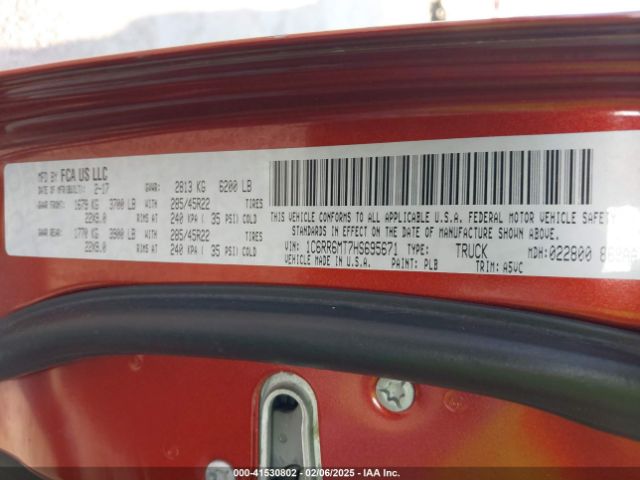 MFD BY FCA US LLC
DATE OF MFR(BUILT): 2-17 GVWR: 2813 KG 6200 LB
GAWR FRONT: 1679 KG 3700 LB WITH 285/45R22 TIRES
22X9.0 RIMS AT 240 KPA ( 35 PSI) COLD
GAWR REAR: 1770 KG 3900 LB WITH 285/45R22 TIRES
22X9.0 RIMS AT 240 KPA ( 35 PSI) COLD
THIS VEHICLE CONFORMS TO ALL APPLICABLE U.S.A. FEDERAL MOTOR VEHICLE SAFETY
STANDARDS IN EFFECT ON THE DATE OF MANUFACTURE SHOWN ABOVE.
VIN: 1C6RR6MT7HS695671 TYPE: TRUCK MDH: 022800
VEHICLE MADE IN U.S.A. PAINT: PLB TRIM: A5VC
000-41530802 - 02/06/2025 - IAA Inc.